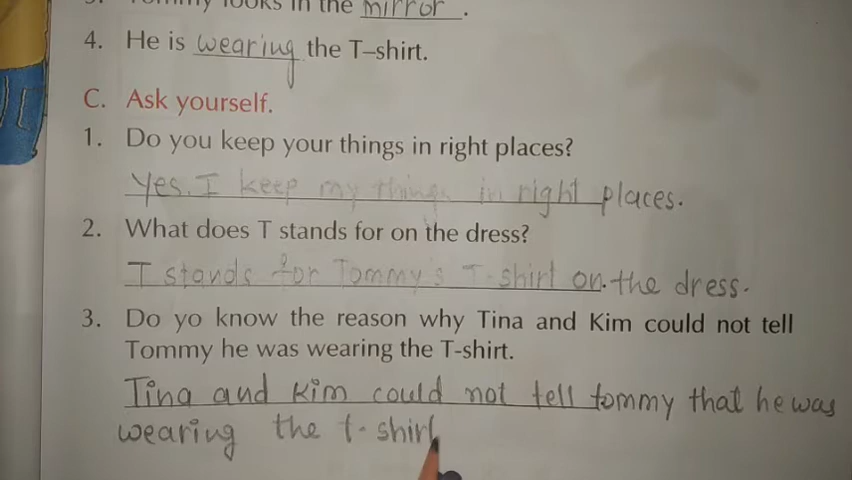 3. Tommy looks in the mirror.
4. He is wearing the T–shirt.
C. Ask yourself.
1. Do you keep your things in right places?
Yes. I keep my things in right places.
2. What does T stands for on the dress?
T stands for Tommy's T-shirt on. the dress.
3. Do yo know the reason why Tina and Kim could not tell
Tommy he was wearing the T-shirt.
Tina and Kim could not tell tommy that he was
wearing the t-shirt